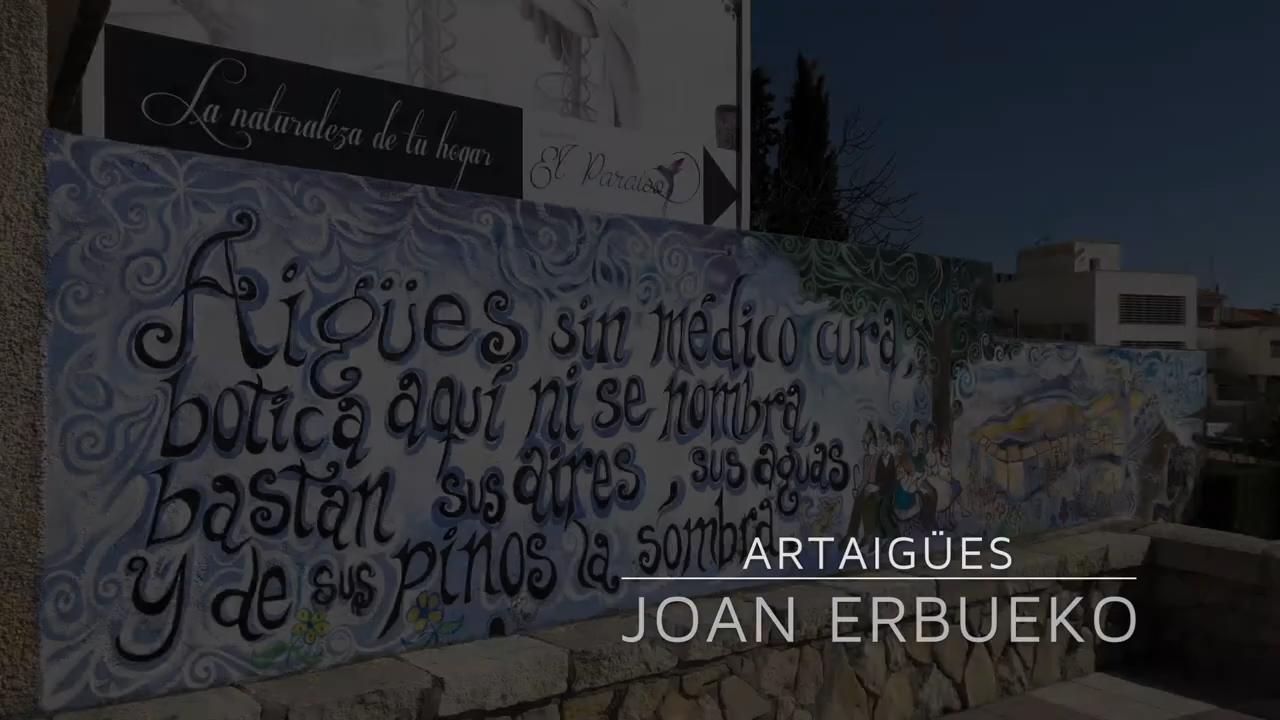 La naturaleza de tu hogar
El Paraíso
Aigües sin médico cura,
botica aquí ni se nombra,
bastan sus aires, sus aguas
y de sus pinos la sombra
ARTAIGÜES
JOAN ERBUEKO